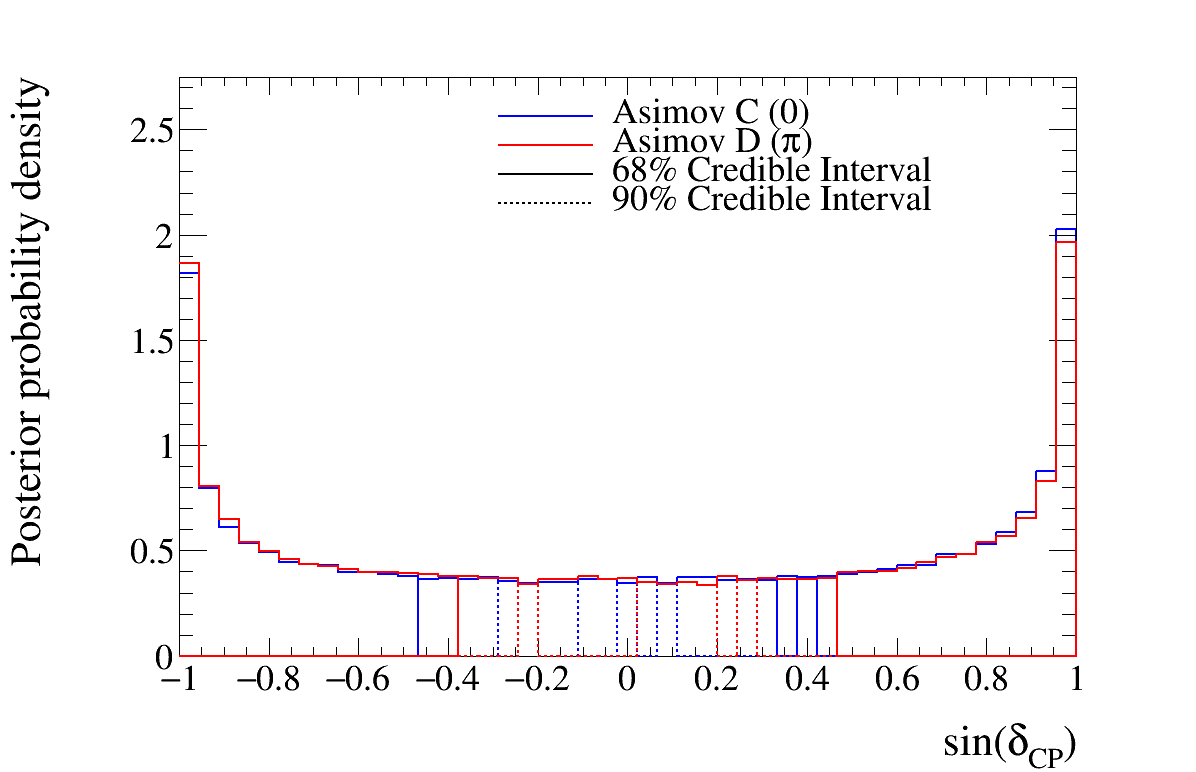 Posterior probability density
2.5
2
1.5
1
0.5
0
Asimov C (0)
Asimov D (π)
68% Credible Interval
90% Credible Interval
−1 −0.8 −0.6 −0.4 −0.2 0 0.2 0.4 0.6 0.8 1
sin(δCP)